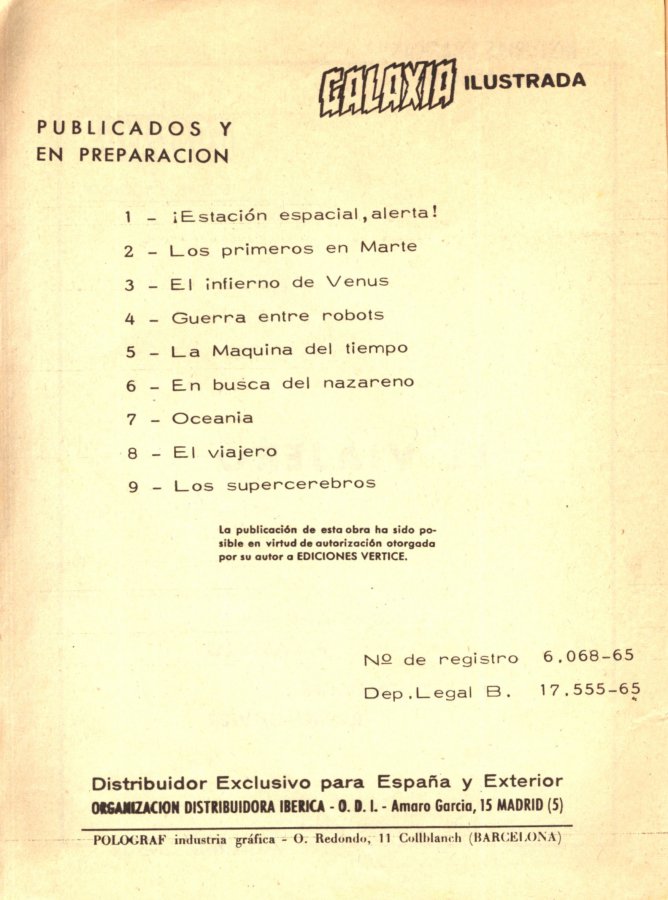 GALAXIA ILUSTRADA
PUBLICADOS Y
EN PREPARACION
1 - ¡Estación espacial, alerta!
2 - Los primeros en Marte
3 - El infierno de Venus
4 - Guerra entre robots
5 - La Maquina del tiempo
6 - En busca del nazareno
7 - Oceania
8 - El viajero
9 - Los supercerebros
La publicación de esta obra ha sido po-
sible en virtud de autorización otorgada
por su autor a EDICIONES VERTICE.
Nº de registro 6.068-65
Dep. Legal B. 17.555-65
Distribuidor Exclusivo para España y Exterior
ORGANIZACION DISTRIBUIDORA IBERICA - O. D. I. - Amaro Garcia, 15 MADRID (5)
POLOGRAF industria gráfica - O. Redondo, 11 Collblanch (BARCELONA)